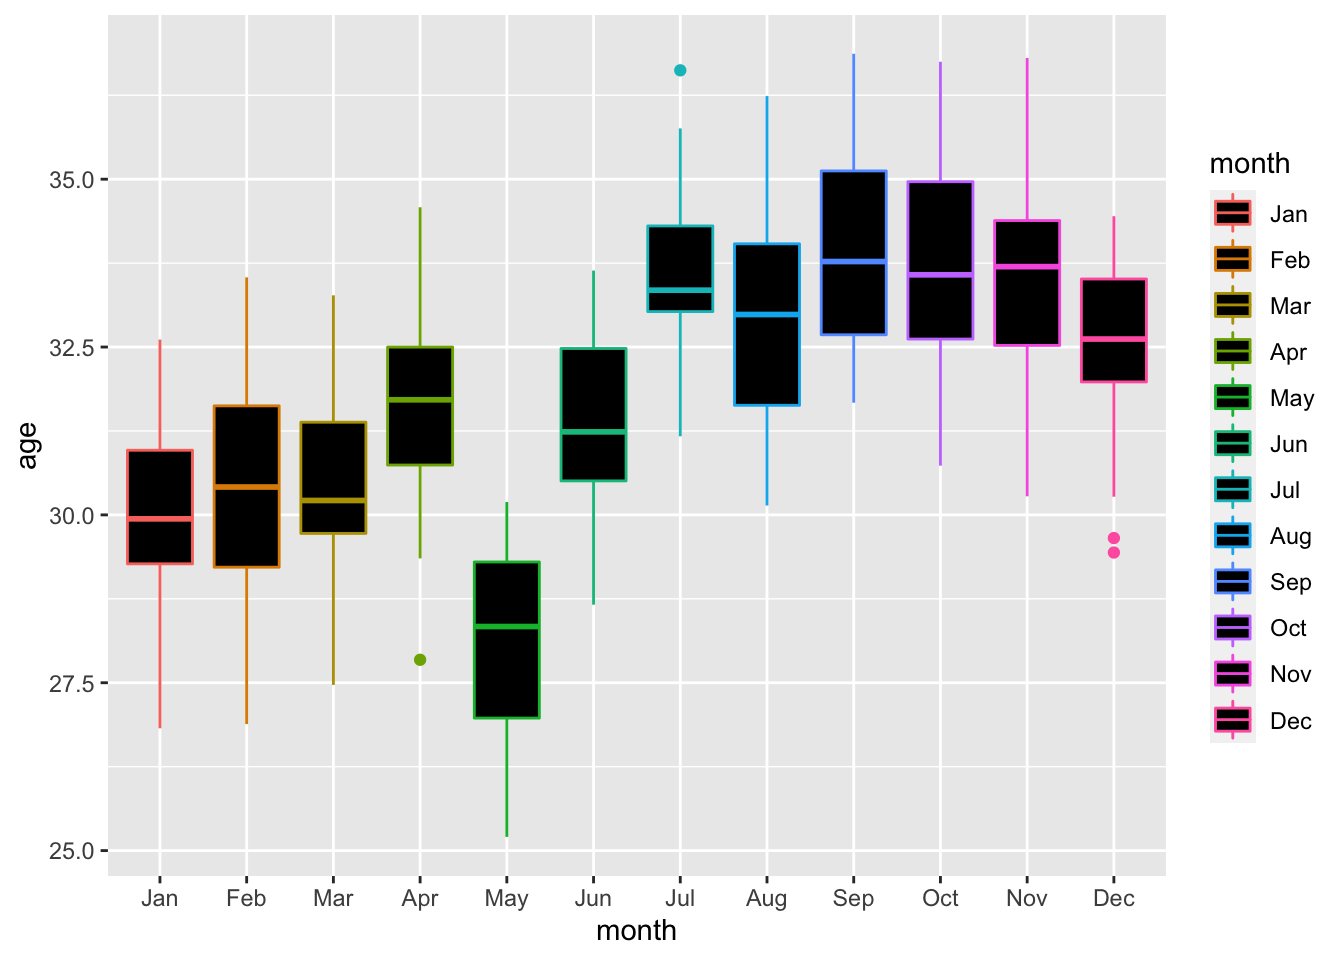 age
35.0
32.5
30.0
27.5
25.0
Jan Feb Mar Apr May Jun Jul Aug Sep Oct Nov Dec
month
month
Jan
Feb
Mar
Apr
May
Jun
Jul
Aug
Sep
Oct
Nov
Dec